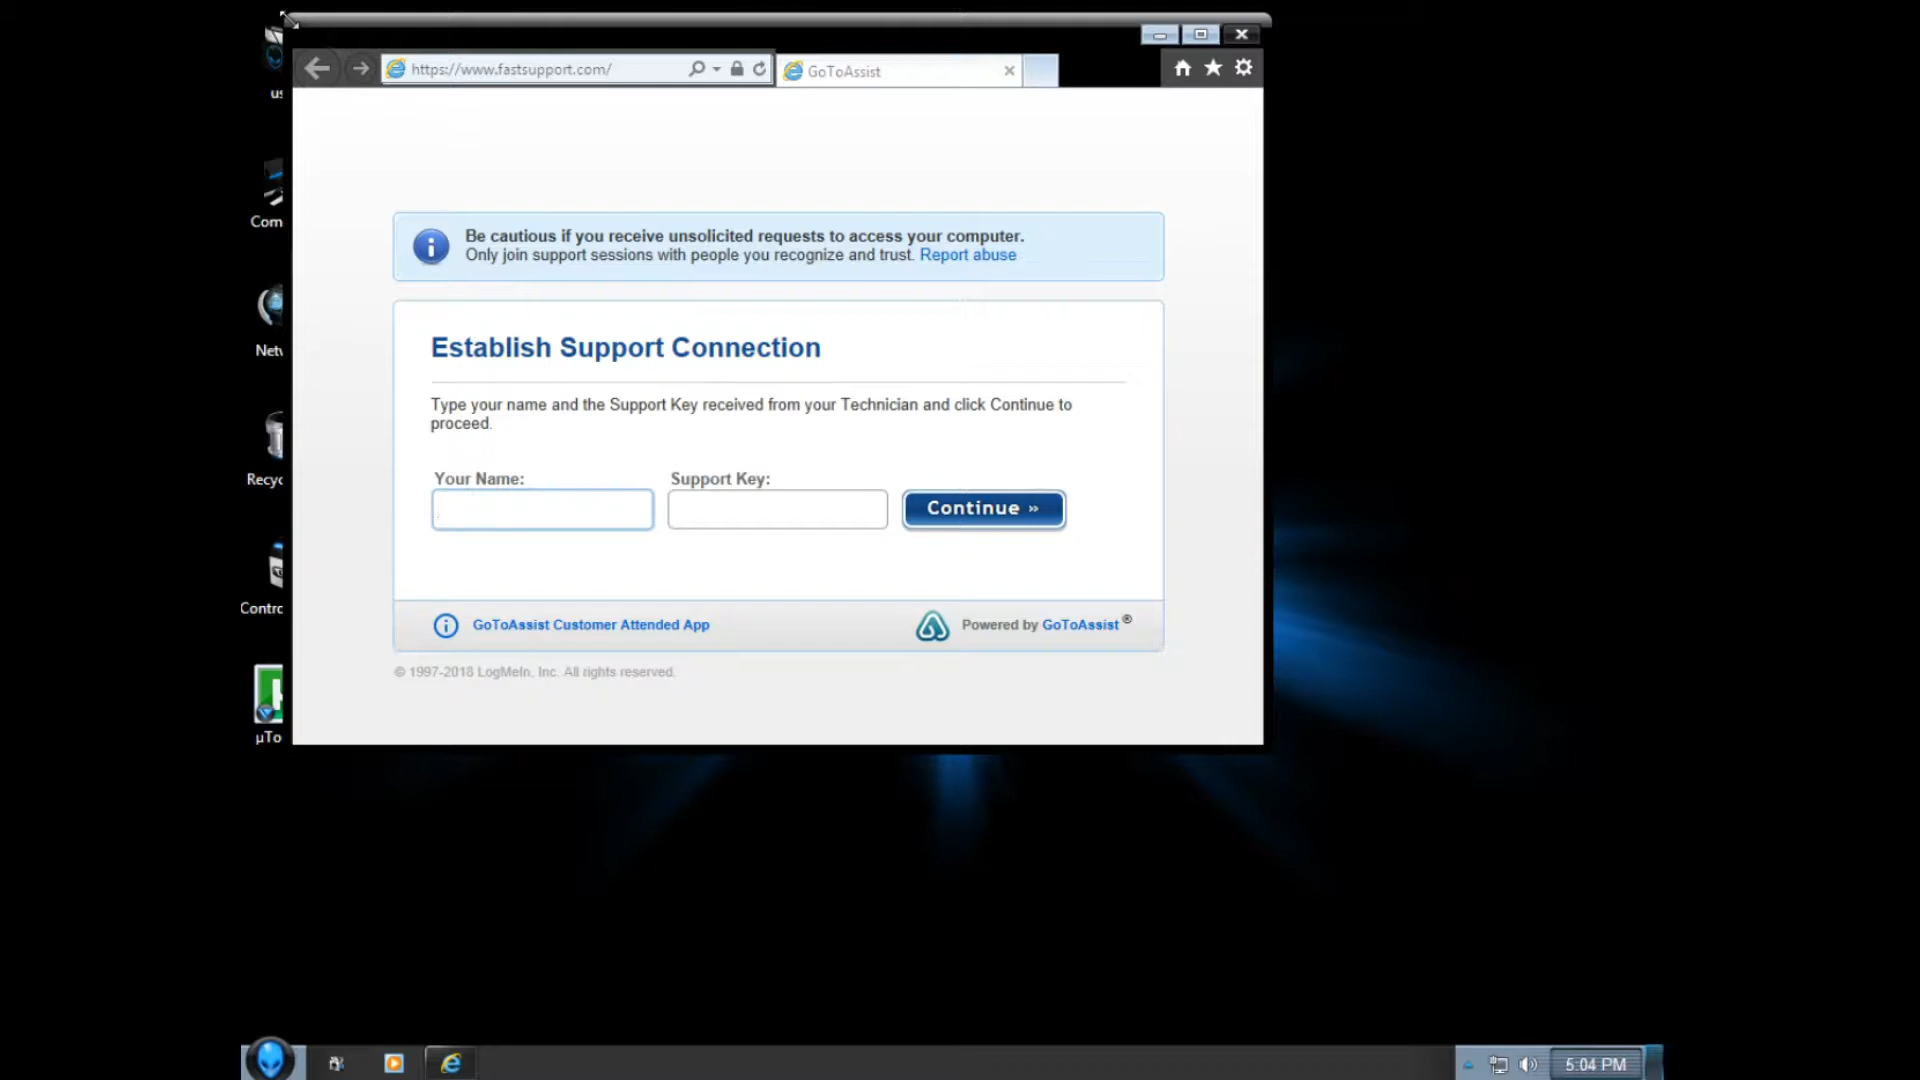 https://www.fastsupport.com/
GoToAssist
us
Com
Netw
Recyc
Contro
µTo
Be cautious if you receive unsolicited requests to access your computer.
Only join support sessions with people you recognize and trust. Report abuse
Establish Support Connection
Type your name and the Support Key received from your Technician and click Continue to
proceed.
Your Name: Support Key:
Continue »
GoToAssist Customer Attended App
Powered by GoToAssist ®
© 1997-2018 LogMeIn, Inc. All rights reserved.
5:04 PM